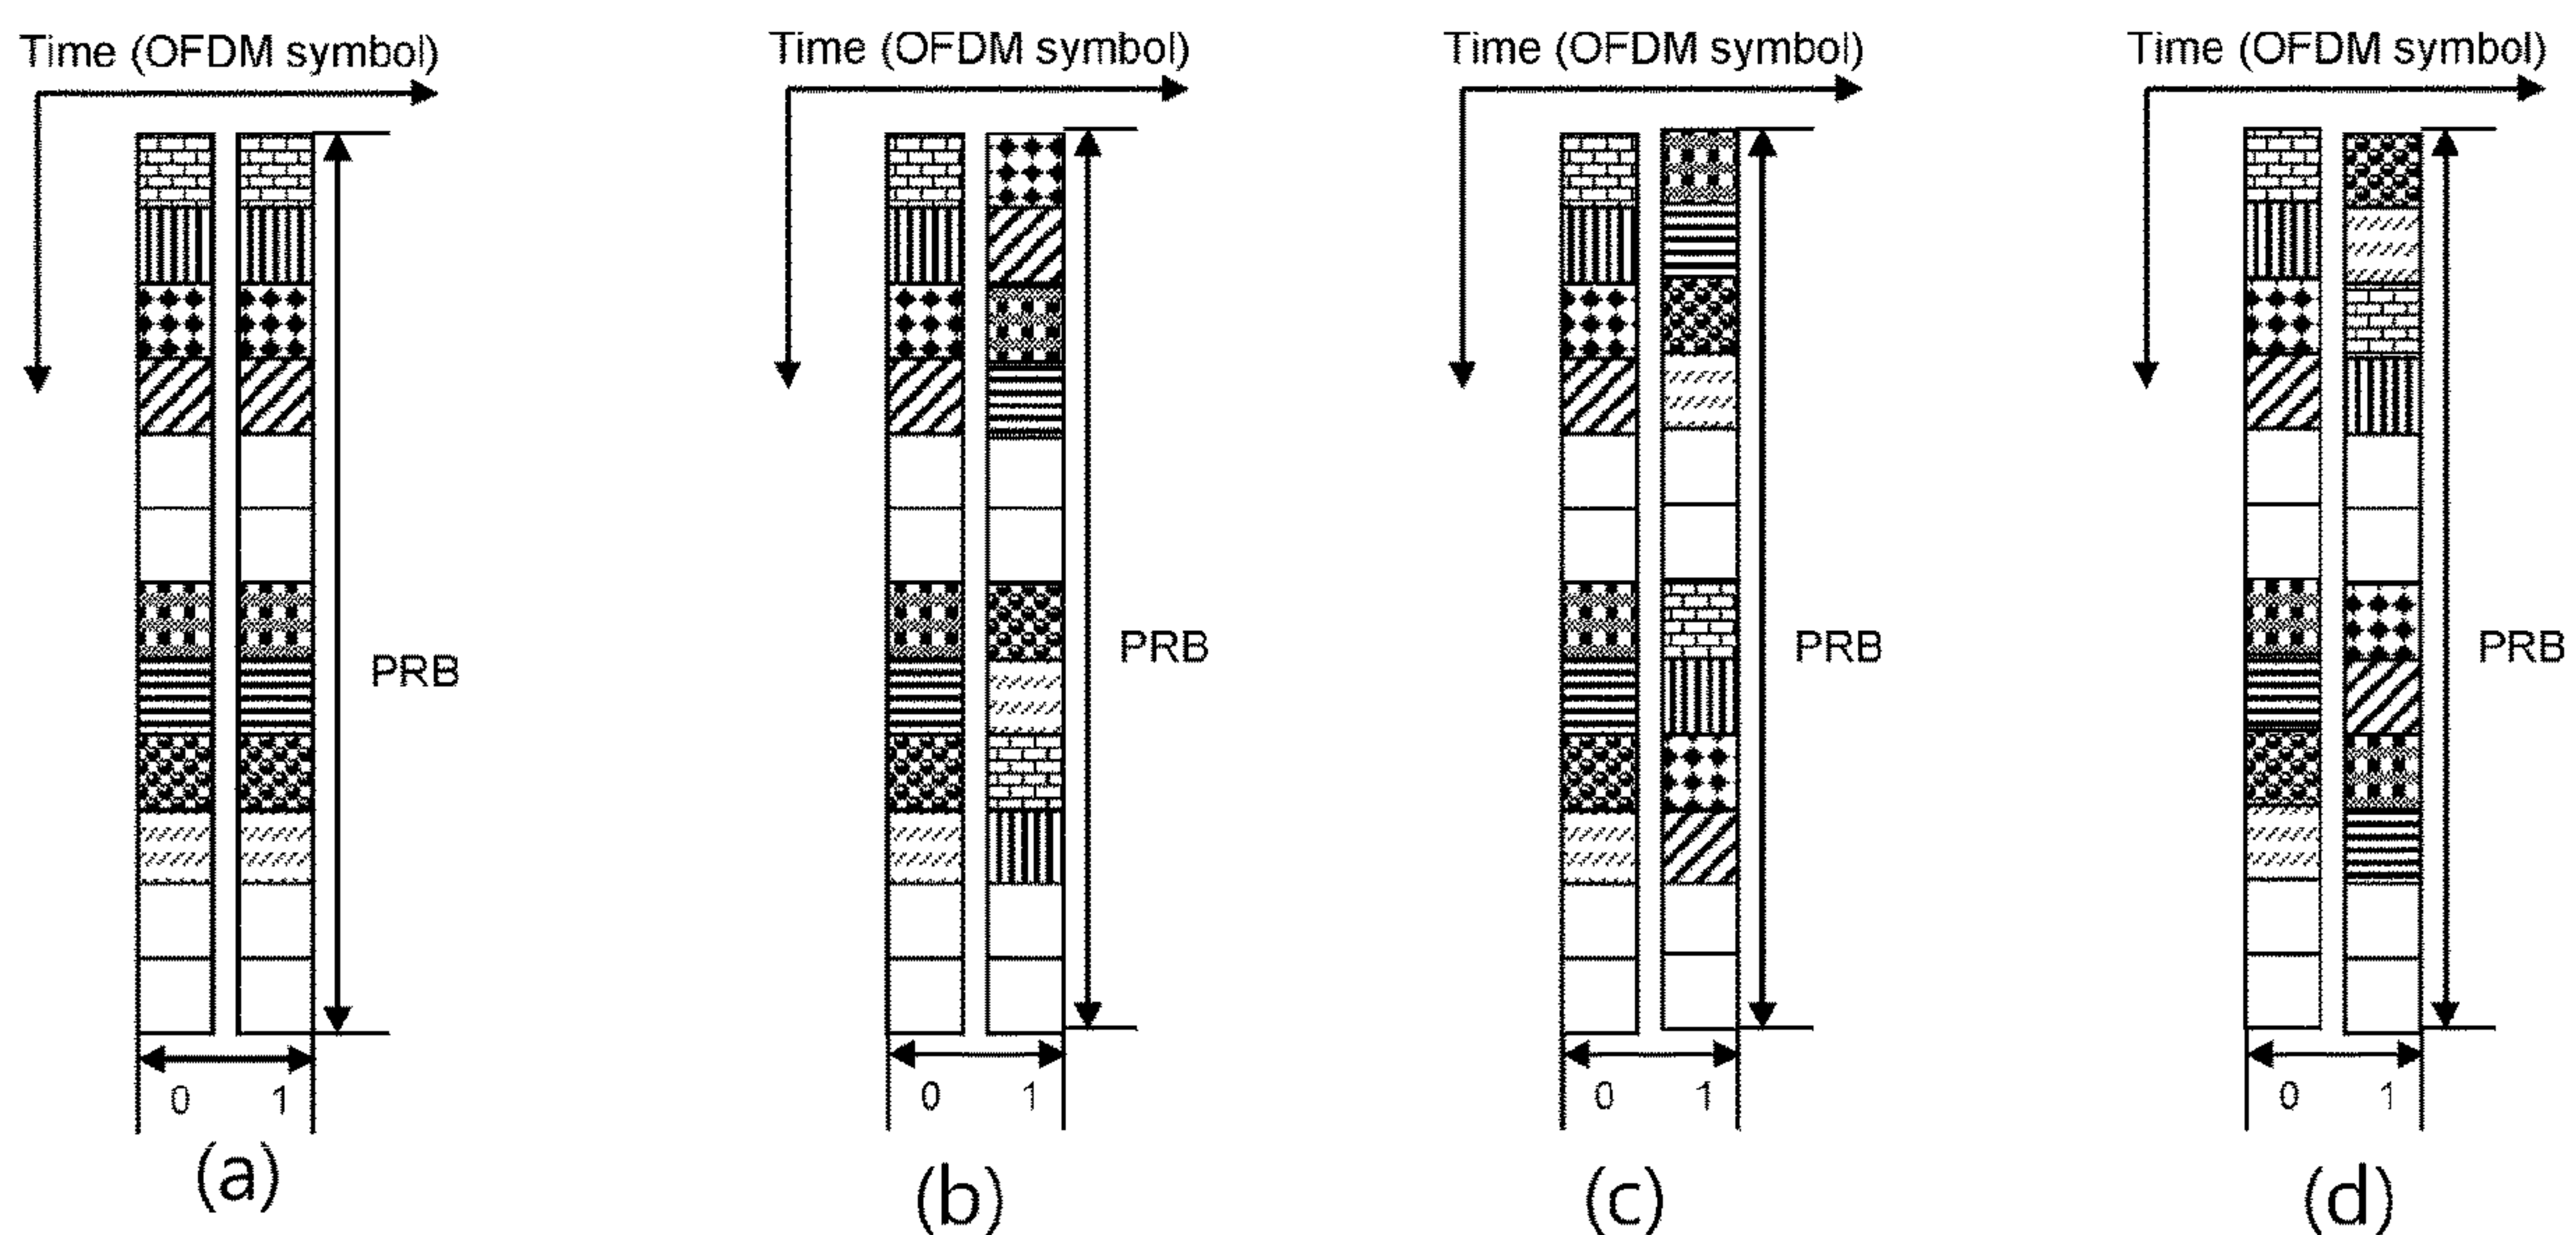 Time (OFDM symbol)
PRB
0 1
(a)
Time (OFDM symbol)
PRB
0 1
(b)
Time (OFDM symbol)
PRB
0 1
(c)
Time (OFDM symbol)
PRB
0 1
(d)